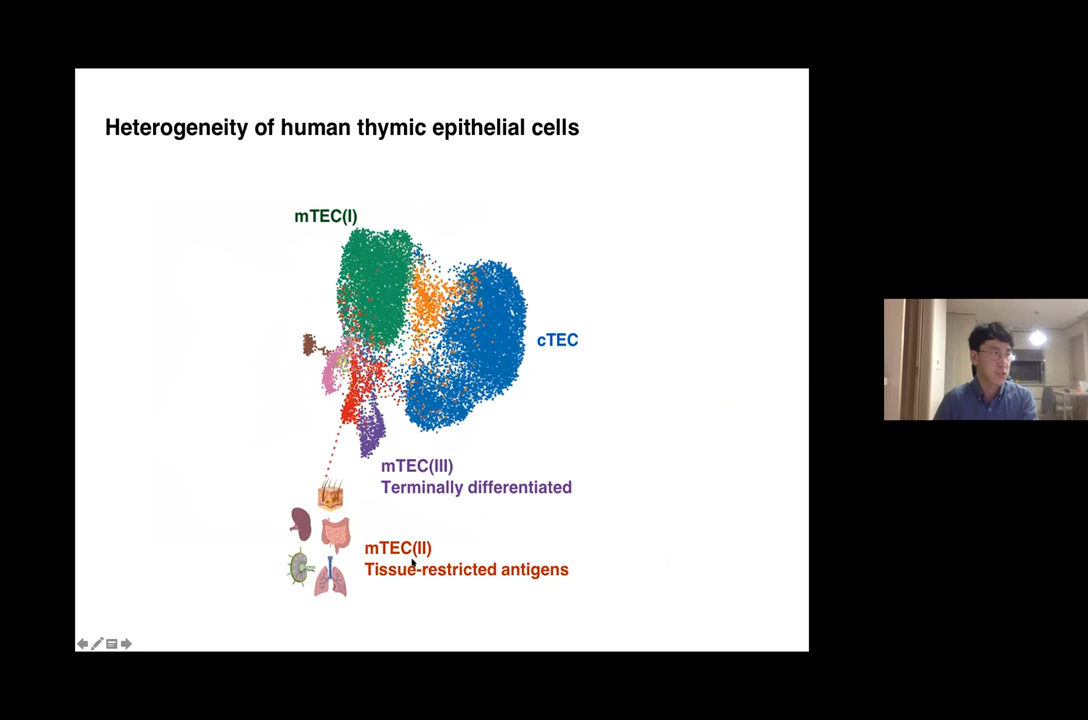 Heterogeneity of human thymic epithelial cells
mTEC(I)
cTEC
mTEC(III)
Terminally differentiated
mTEC(II)
Tissue-restricted antigens